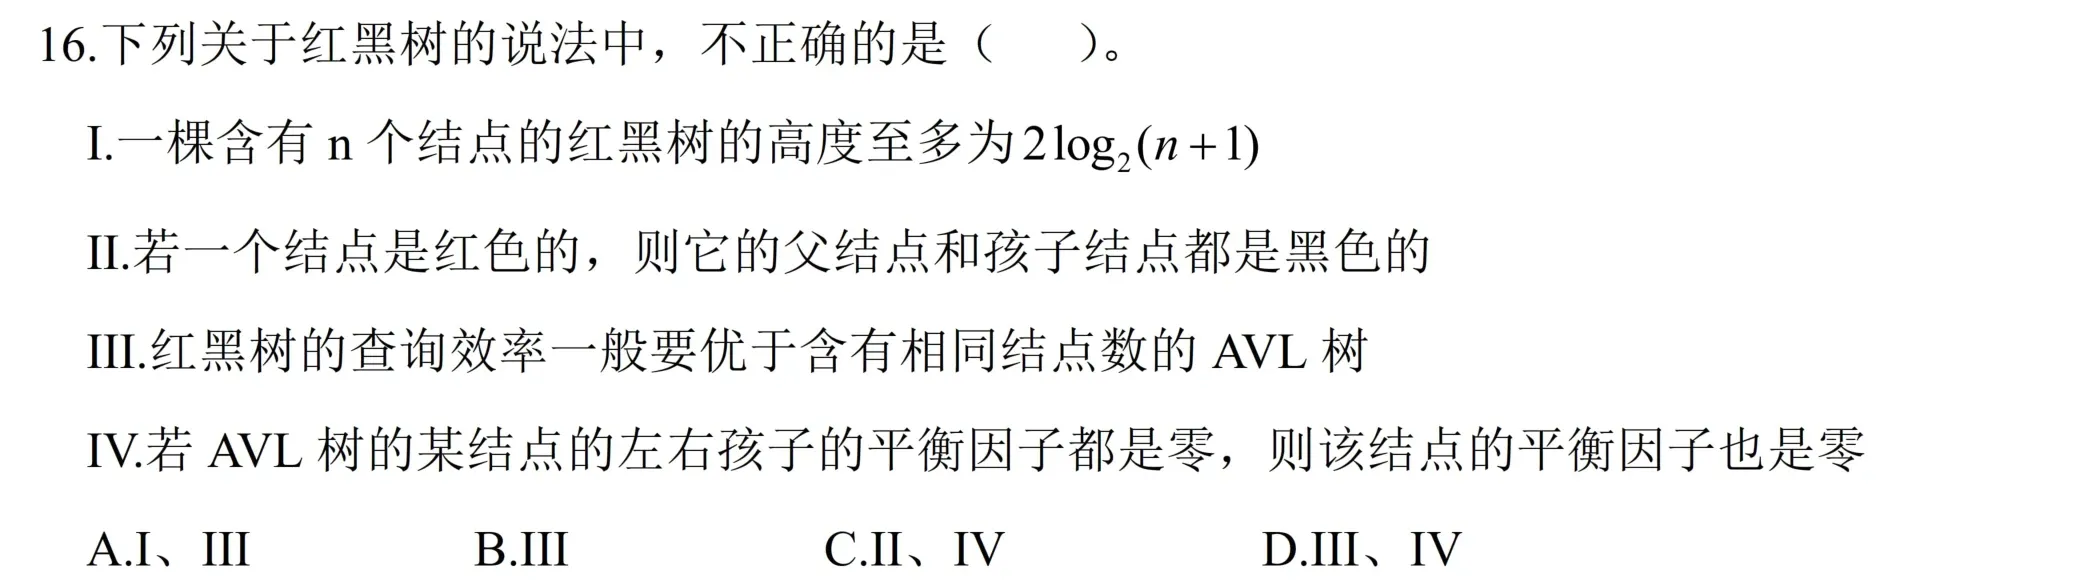 16.下列关于红黑树的说法中，不正确的是（　　）。
I.一棵含有 n 个结点的红黑树的高度至多为2log₂(n+1)
II.若一个结点是红色的，则它的父结点和孩子结点都是黑色的
III.红黑树的查询效率一般要优于含有相同结点数的 AVL 树
IV.若 AVL 树的某结点的左右孩子的平衡因子都是零，则该结点的平衡因子也是零
A.I、III　　B.III　　C.II、IV　　D.III、IV